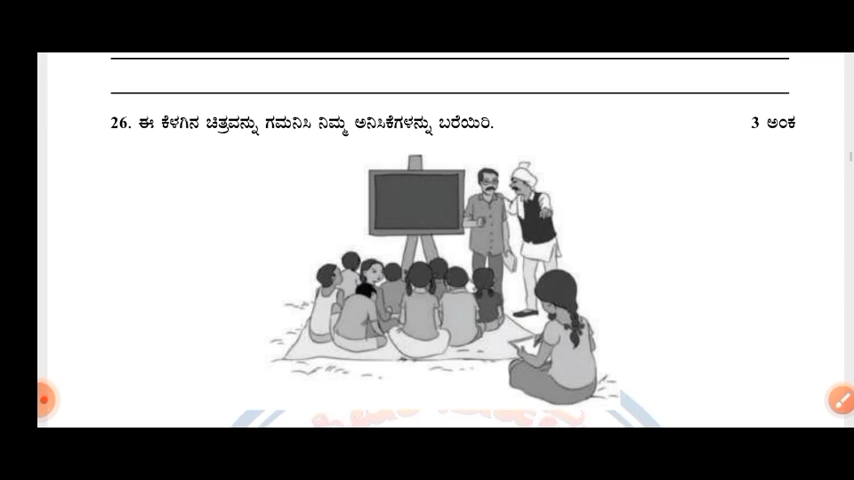 26. ಈ ಕೆಳಗಿನ ಚಿತ್ರವನ್ನು ಗಮನಿಸಿ ನಿಮ್ಮ ಅನಿಸಿಕೆಗಳನ್ನು ಬರೆಯಿರಿ. 3 ಅಂಕ